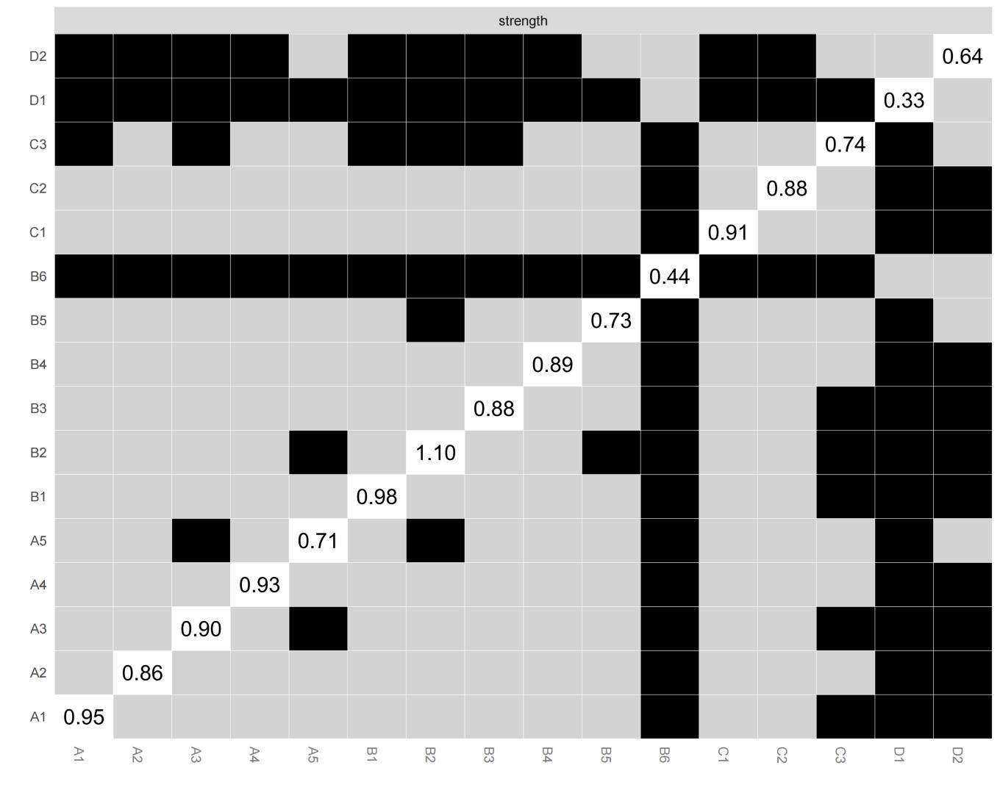 strength
D2 0.64
D1 0.33
C3 0.74
C2 0.88
C1 0.91
B6 0.44
B5 0.73
B4 0.89
B3 0.88
B2 1.10
B1 0.98
A5 0.71
A4 0.93
A3 0.90
A2 0.86
A1 0.95
A1 A2 A3 A4 A5 B1 B2 B3 B4 B5 B6 C1 C2 C3 D1 D2